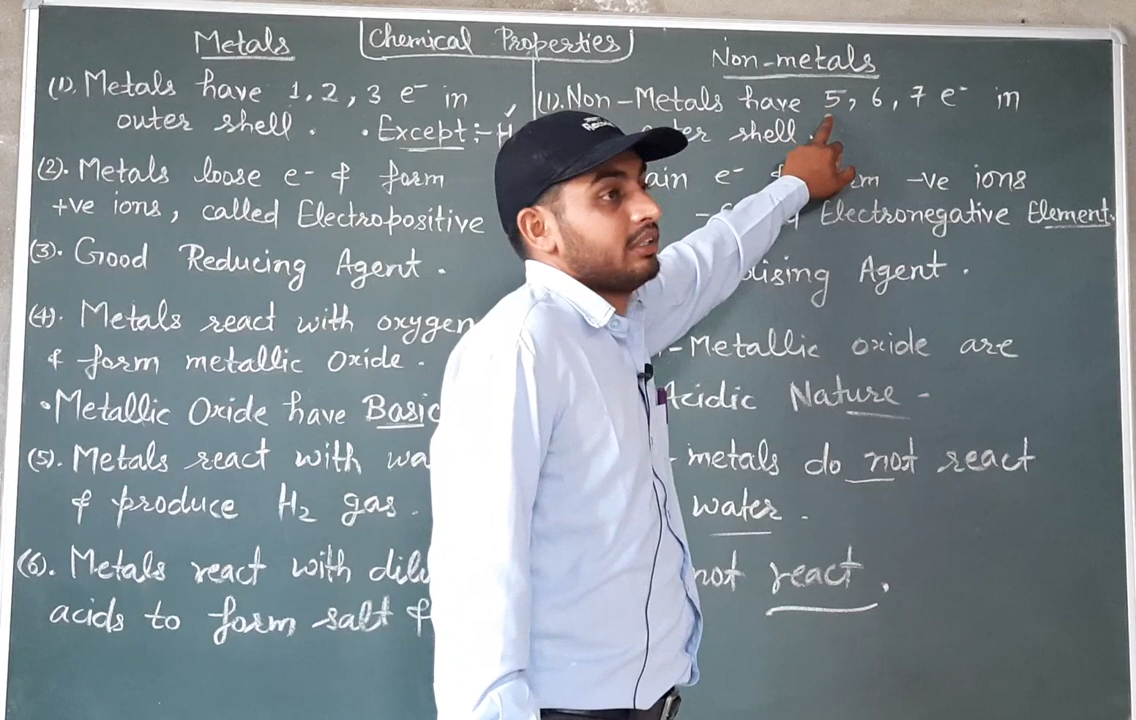 Chemical Properties
Metals
(1). Metals have 1, 2, 3 e- in
outer shell. • Except :- H
(2). Metals loose e- & form
+ve ions, called Electropositive
(3). Good Reducing Agent.
(4). Metals react with oxygen
& form metallic Oxide.
• Metallic Oxide have Basic
(5). Metals react with
& produce H2 gas.
(6). Metals react with
acids to form salt &
Non-metals
(1). Non-Metals have 5, 6, 7 e- in
shell.
e- -ve ions
Electronegative Element.
Agent.
-Metallic oxide are
Acidic Nature -
-metals do not react
water.
not react.